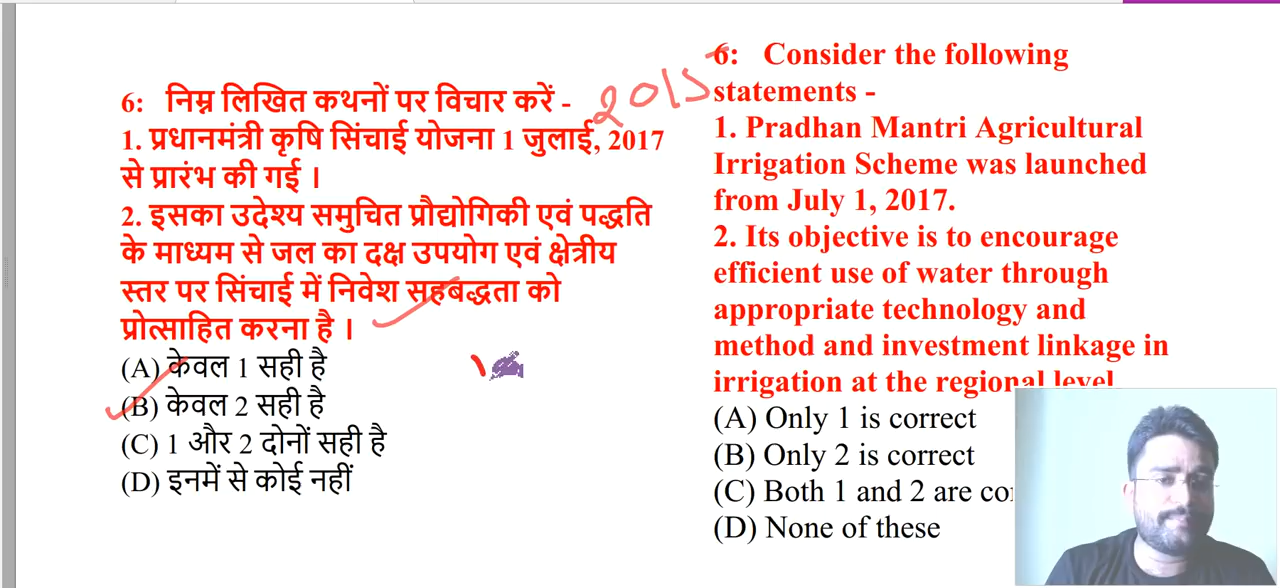 6: निम्न लिखित कथनों पर विचार करें -
2015
1. प्रधानमंत्री कृषि सिंचाई योजना 1 जुलाई, 2017
से प्रारंभ की गई ।
2. इसका उदेश्य समुचित प्रौद्योगिकी एवं पद्धति
के माध्यम से जल का दक्ष उपयोग एवं क्षेत्रीय
स्तर पर सिंचाई में निवेश सहबद्धता को
प्रोत्साहित करना है ।
(A) केवल 1 सही है
(B) केवल 2 सही है
(C) 1 और 2 दोनों सही है
(D) इनमें से कोई नहीं
6: Consider the following
statements -
1. Pradhan Mantri Agricultural
Irrigation Scheme was launched
from July 1, 2017.
2. Its objective is to encourage
efficient use of water through
appropriate technology and
method and investment linkage in
irrigation at the regional level
(A) Only 1 is correct
(B) Only 2 is correct
(C) Both 1 and 2 are
(D) None of these